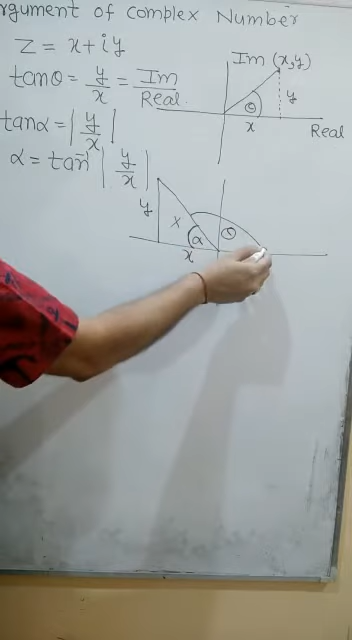 rgument of complex Number
z = x + iy
tanθ = y/x = Im/Real
tanα = |y/x|
α = tan⁻¹ |y/x|
Im (x,y)
θ
y
x
Real
y
α
θ
x